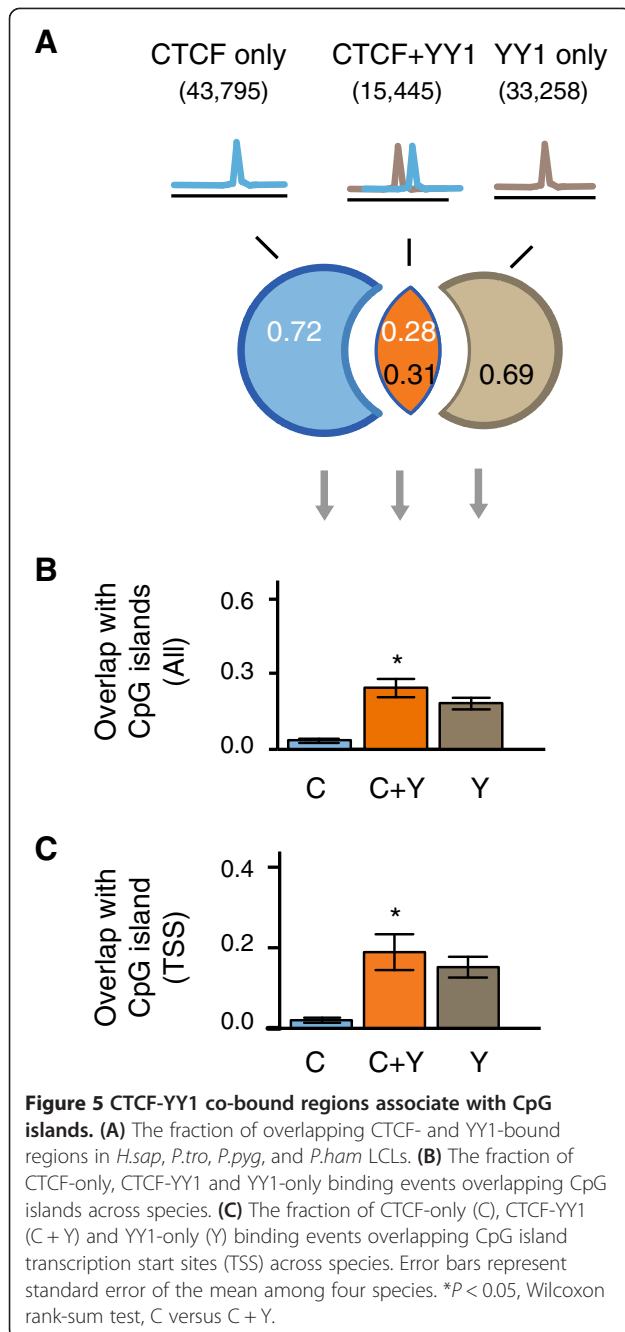 A
CTCF only CTCF+YY1 YY1 only
(43,795) (15,445) (33,258)
0.72 0.28 0.31 0.69
B
Overlap with
CpG islands
(All)
0.6
0.3
0.0
*
C C+Y Y
C
Overlap with
CpG island
(TSS)
0.4
0.2
0.0
*
C C+Y Y
Figure 5 CTCF-YY1 co-bound regions associate with CpG
islands. (A) The fraction of overlapping CTCF- and YY1-bound
regions in H.sap, P.tro, P.pyg, and P.ham LCLs. (B) The fraction of
CTCF-only, CTCF-YY1 and YY1-only binding events overlapping CpG
islands across species. (C) The fraction of CTCF-only (C), CTCF-YY1
(C + Y) and YY1-only (Y) binding events overlapping CpG island
transcription start sites (TSS) across species. Error bars represent
standard error of the mean among four species. *P < 0.05, Wilcoxon
rank-sum test, C versus C + Y.